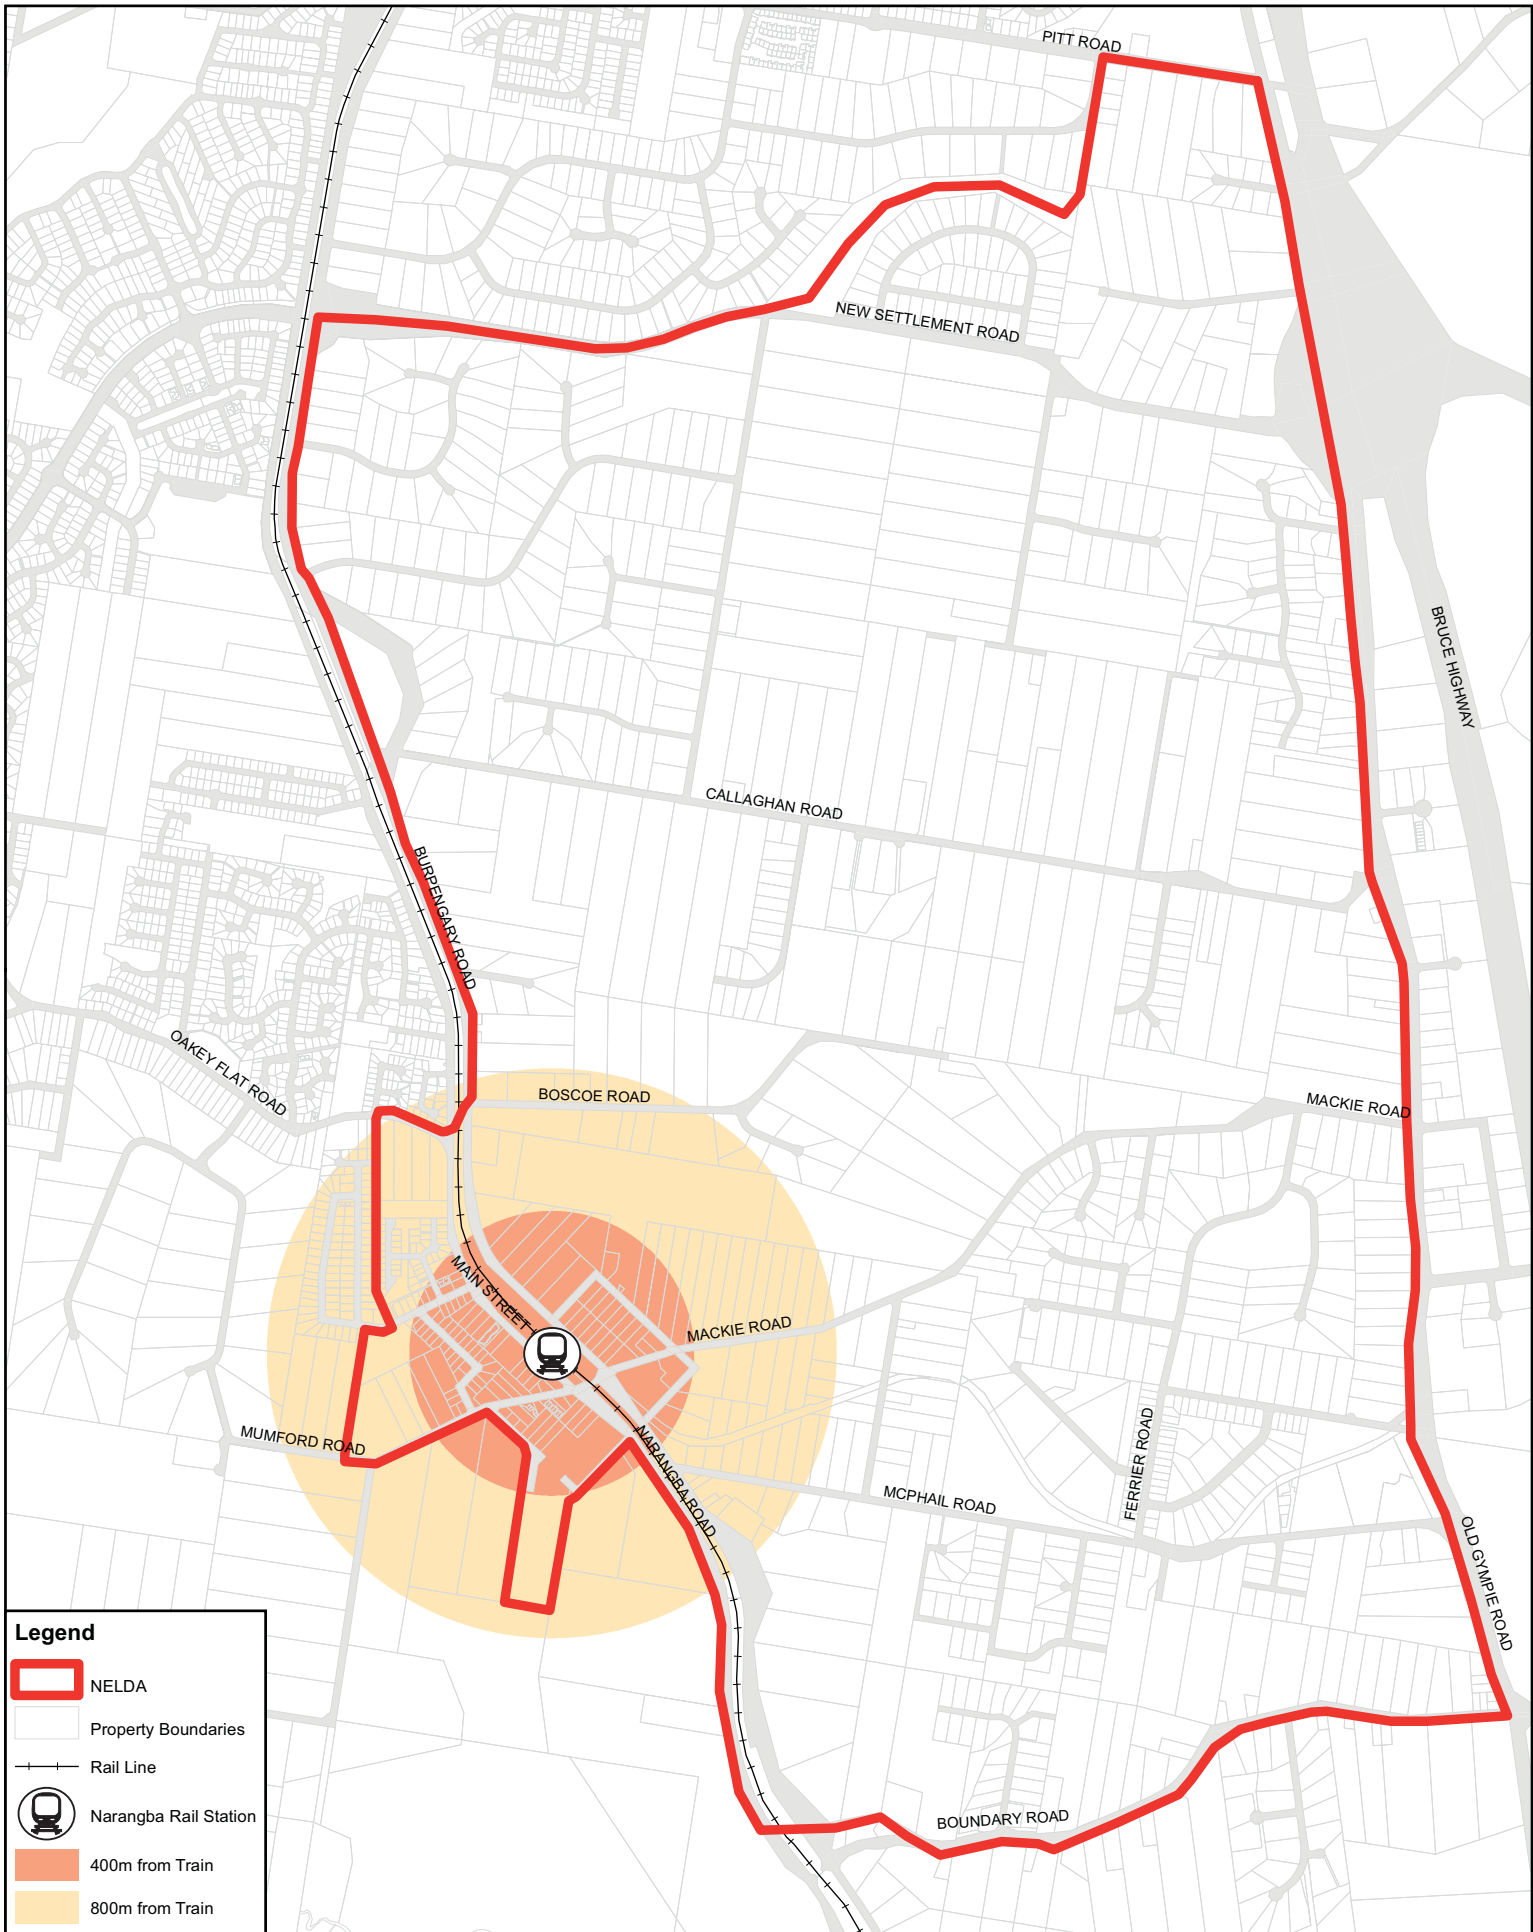 PITT ROAD
NEW SETTLEMENT ROAD
BRUCE HIGHWAY
CALLAGHAN ROAD
BURPENGARY ROAD
OAKEY FLAT ROAD
BOSCOE ROAD
MACKIE ROAD
MAIN STREET
MACKIE ROAD
MUMFORD ROAD
NARANGBA ROAD
FERRIER ROAD
MCPHAIL ROAD
OLD GYMPIE ROAD
BOUNDARY ROAD
Legend
NELDA
Property Boundaries
Rail Line
Narangba Rail Station
400m from Train
800m from Train